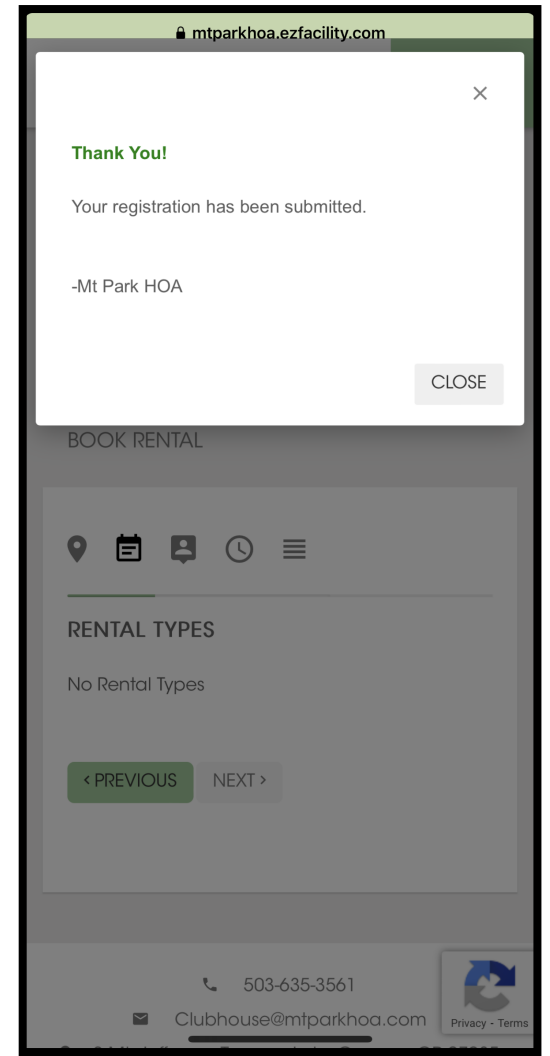 mtparkhoa.ezfacility.com
Thank You!
Your registration has been submitted.
-Mt Park HOA
CLOSE
BOOK RENTAL
RENTAL TYPES
No Rental Types
< PREVIOUS
NEXT >
503-635-3561
Clubhouse@mtparkhoa.com
Privacy - Terms